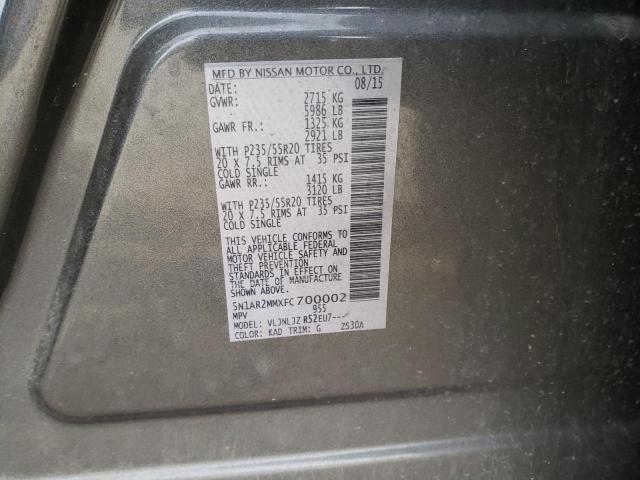 MFD BY NISSAN MOTOR CO., LTD.
DATE: 08/15
GVWR: 2715 KG
5986 LB
GAWR FR.: 1325 KG
2921 LB
WITH P235/55R20 TIRES
20 x 7.5 RIMS AT 35 PSI
COLD SINGLE
GAWR RR.: 1415 KG
3120 LB
WITH P235/55R20 TIRES
20 x 7.5 RIMS AT 35 PSI
COLD SINGLE
THIS VEHICLE CONFORMS TO
ALL APPLICABLE FEDERAL
MOTOR VEHICLE SAFETY AND
THEFT PREVENTION
STANDARDS IN EFFECT ON
THE DATE OF MANUFACTURE
SHOWN ABOVE.
5N1AR2MMXFC700002
MPV 955
MODEL: VLJNLJZ R52EU7---
COLOR: KAD TRIM: G ZS30A